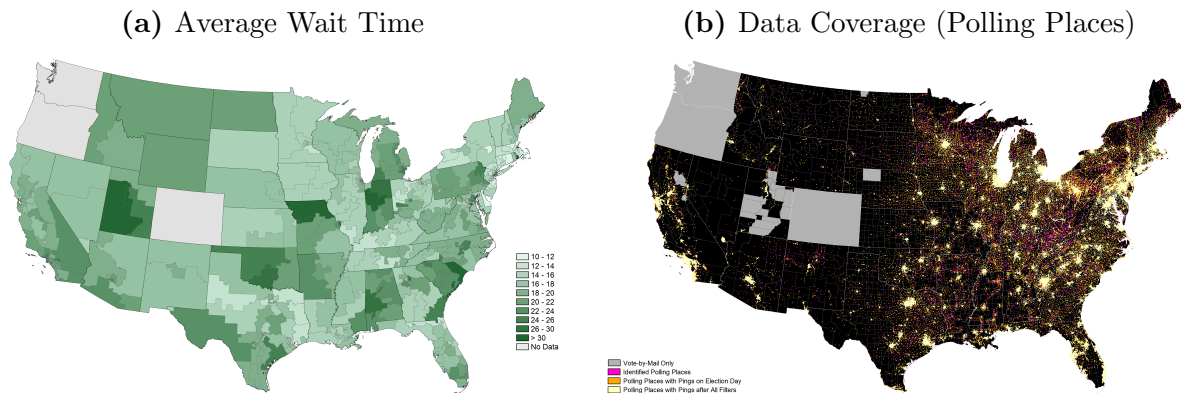 (a) Average Wait Time
(b) Data Coverage (Polling Places)
10 - 12
12 - 14
14 - 16
16 - 18
18 - 20
20 - 22
22 - 24
24 - 26
26 - 30
> 30
No Data
Vote-by-Mail Only
Identified Polling Places
Polling Places with Pings on Election Day
Polling Places with Pings after All Filters